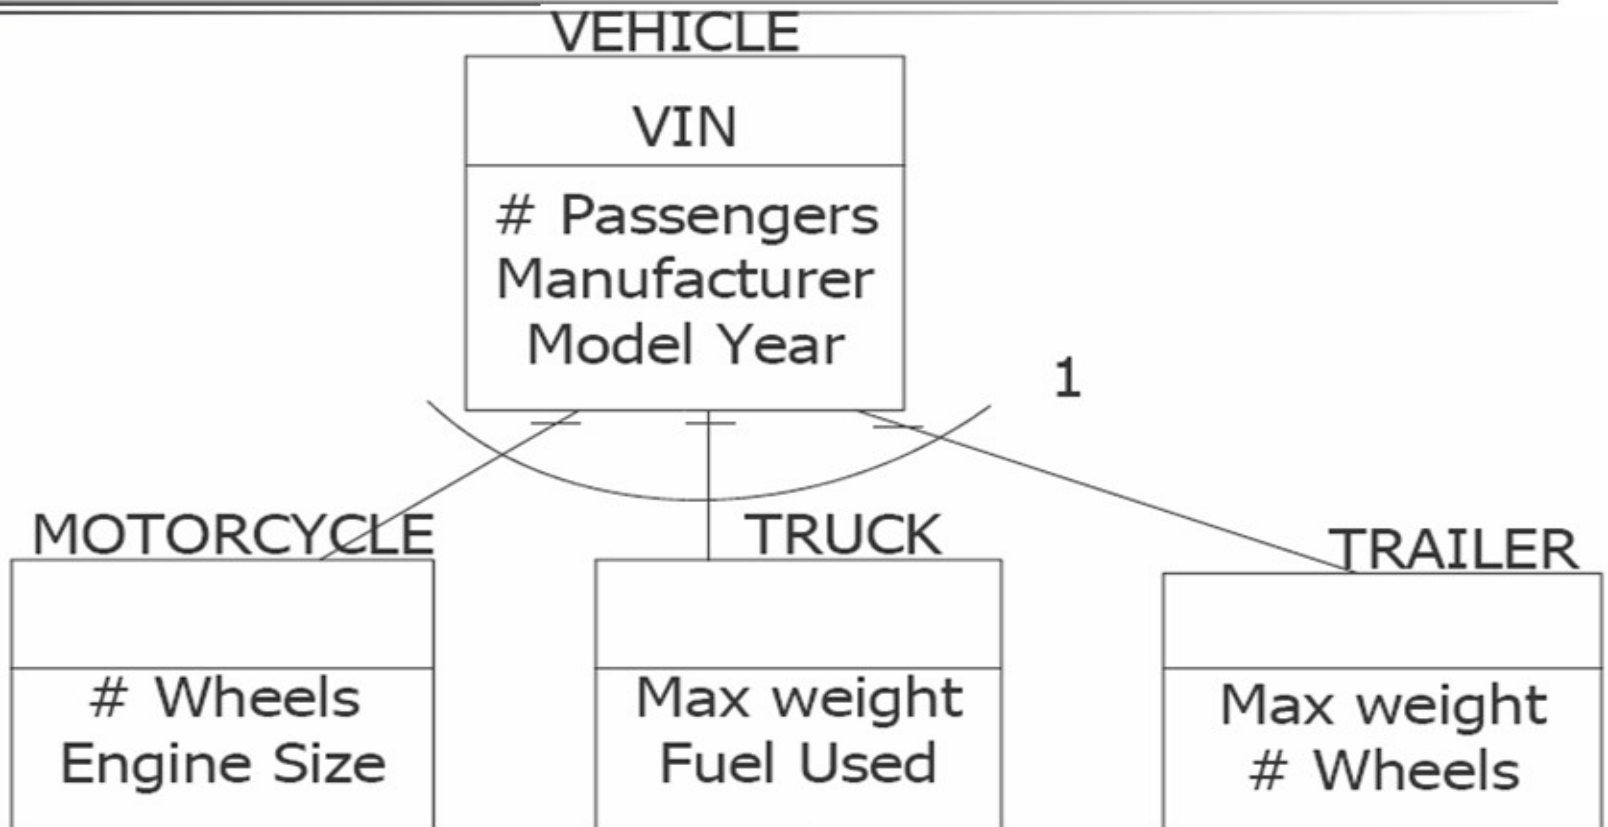 VEHICLE
VIN
# Passengers
Manufacturer
Model Year
1
MOTORCYCLE
# Wheels
Engine Size
TRUCK
Max weight
Fuel Used
TRAILER
Max weight
# Wheels